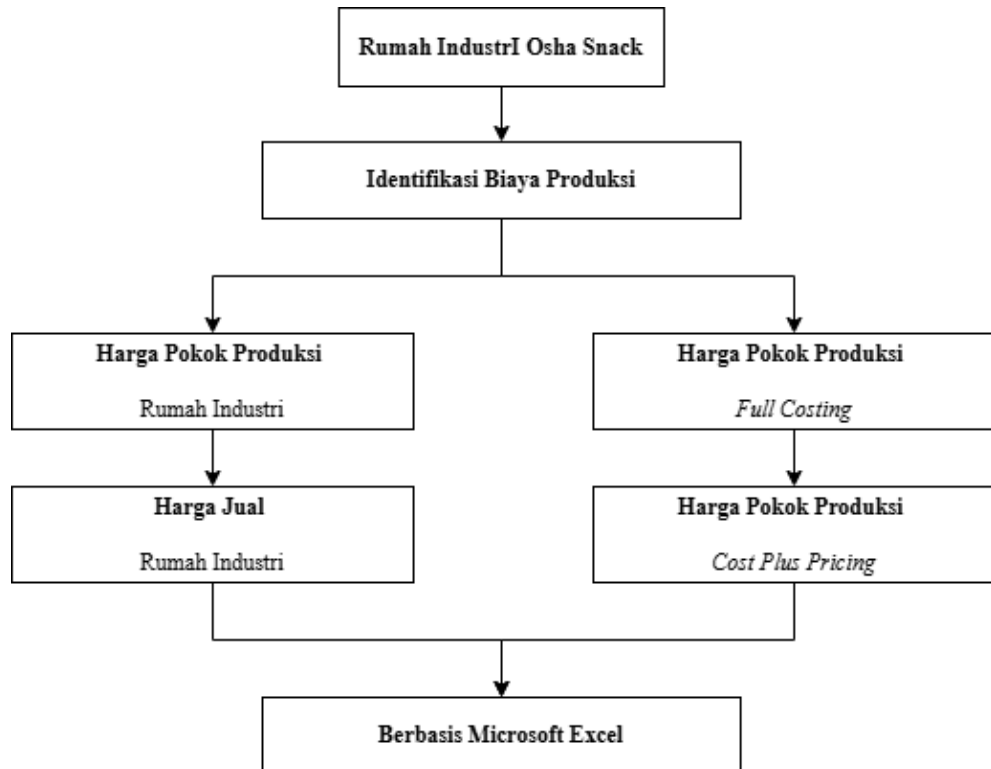 Rumah IndustrI Osha Snack
Identifikasi Biaya Produksi
Harga Pokok Produksi
Rumah Industri
Harga Pokok Produksi
Full Costing
Harga Jual
Rumah Industri
Harga Pokok Produksi
Cost Plus Pricing
Berbasis Microsoft Excel